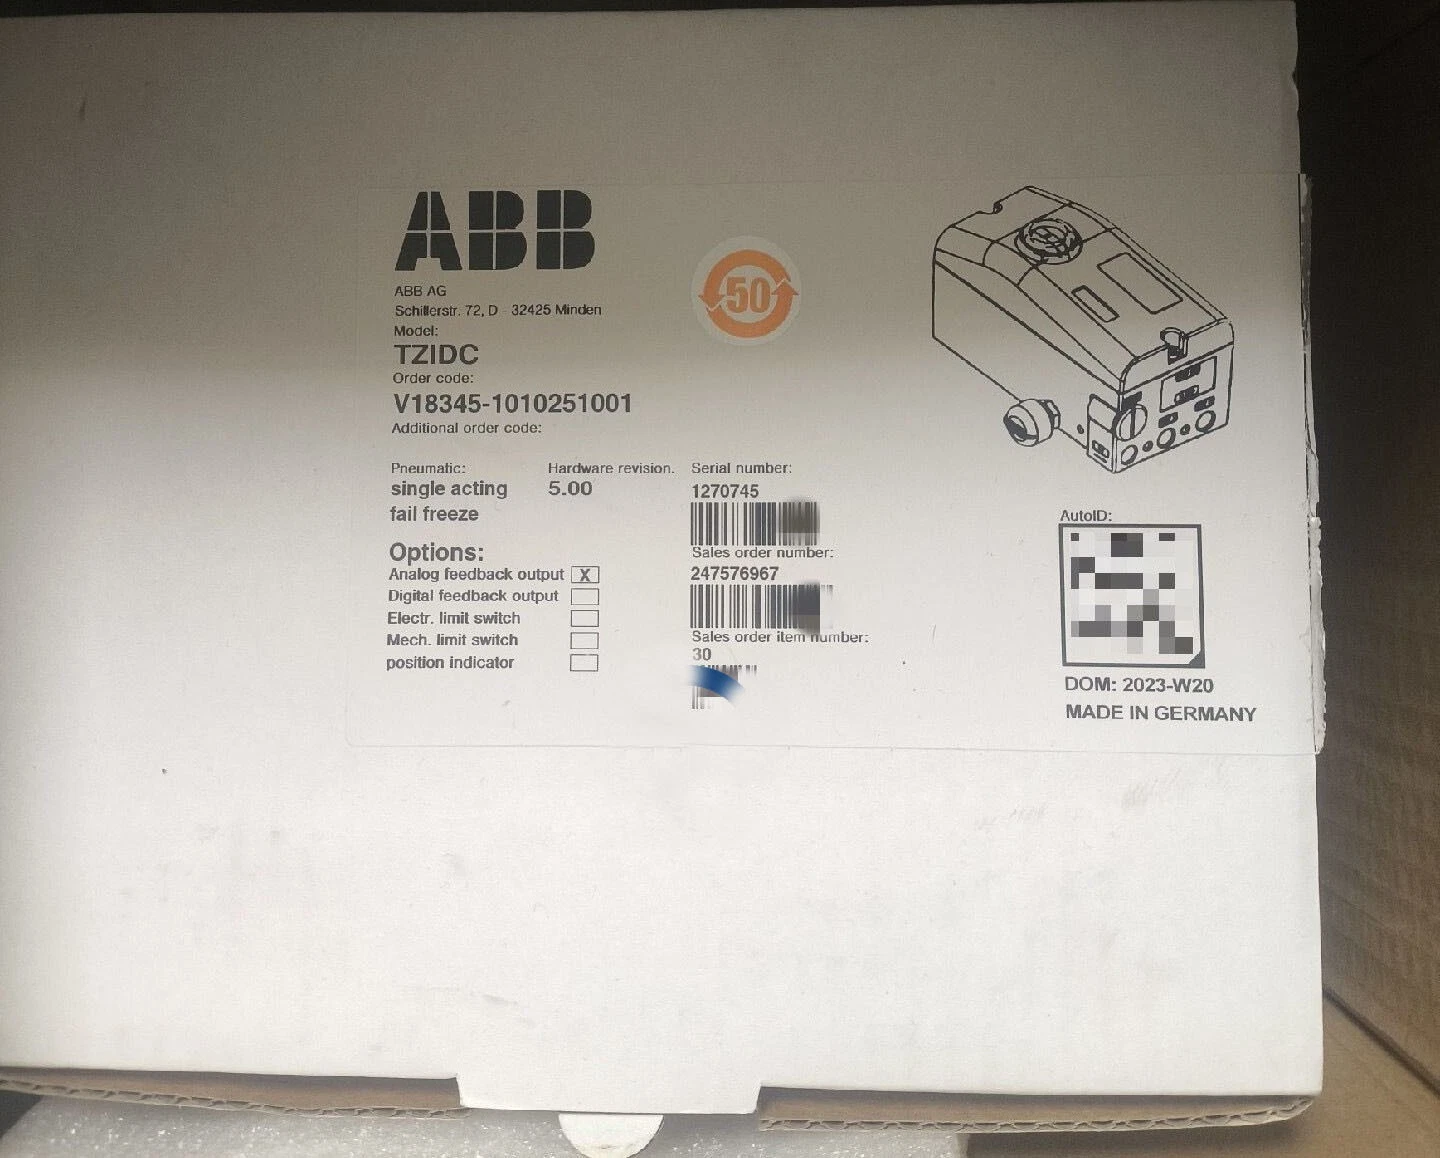 ABB
ABB AG
Schillerstr. 72, D - 32425 Minden
Model:
TZIDC
Order code:
V18345-1010251001
Additional order code:
50
Pneumatic:
single acting
fail freeze
Hardware revision.
5.00
Options:
Analog feedback output X
Digital feedback output
Electr. limit switch
Mech. limit switch
position indicator
Serial number:
1270745
Sales order number:
247576967
Sales order item number:
30
AutoID:
DOM: 2023-W20
MADE IN GERMANY